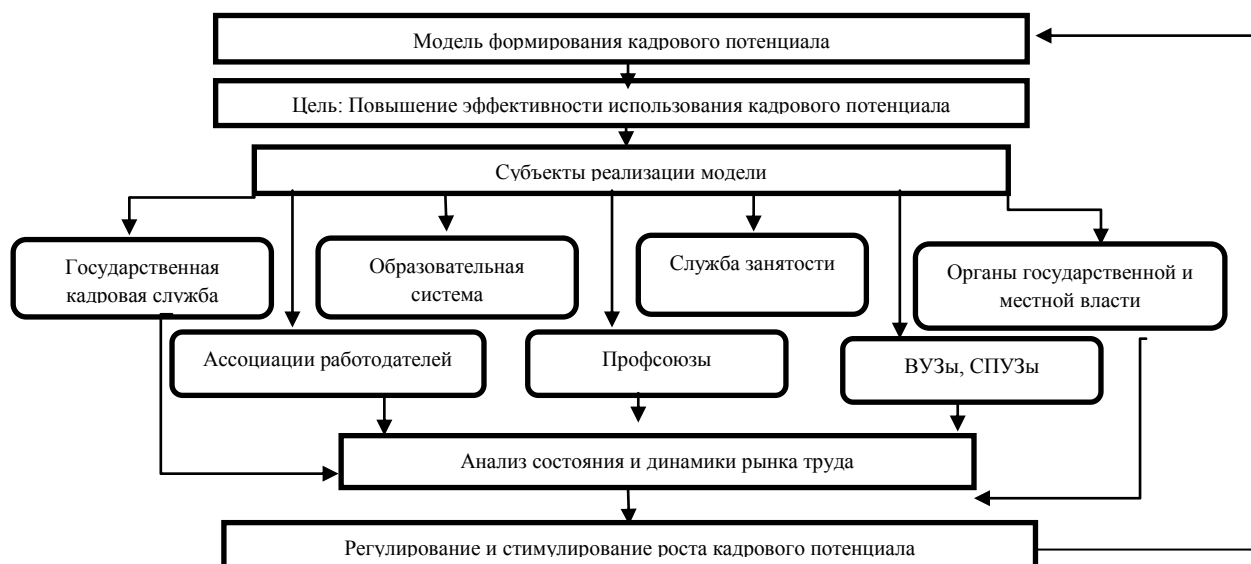 Модель формирования кадрового потенциала
Цель: Повышение эффективности использования кадрового потенциала
Субъекты реализации модели
Государственная
кадровая служба
Образовательная
система
Служба занятости
Органы государственной и
местной власти
Ассоциации работодателей
Профсоюзы
ВУЗы, СПУЗы
Анализ состояния и динамики рынка труда
Регулирование и стимулирование роста кадрового потенциала